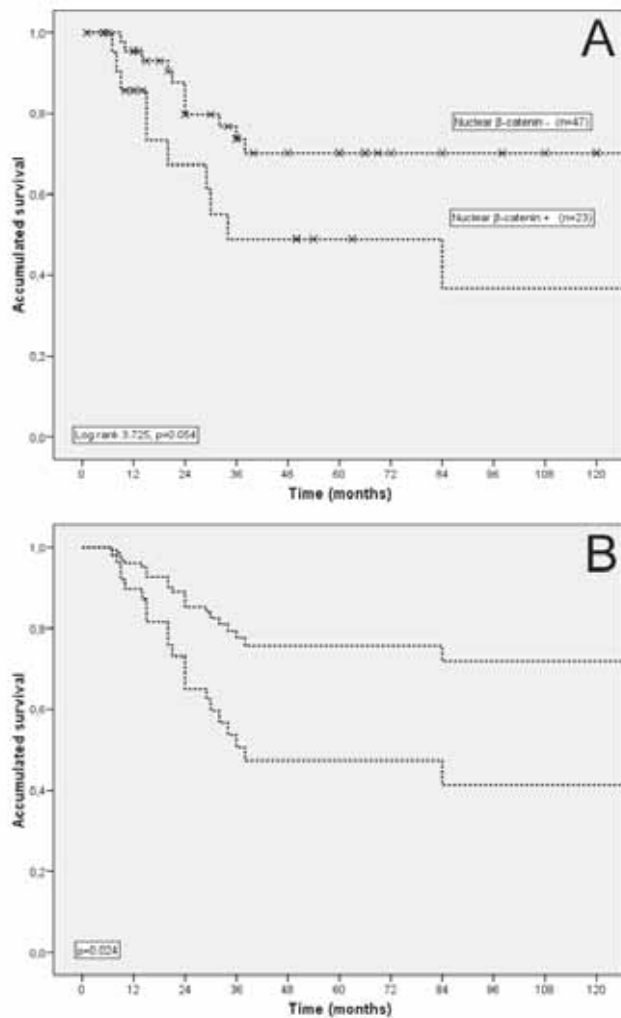 A
Accumulated survival
1,0
0,8
0,6
0,4
0,2
0,0
Nuclear β-catenin - (n=47)
Nuclear β-catenin + (n=23)
Log rank 3.725, p=0.054
0 12 24 36 48 60 72 84 96 108 120
Time (months)
B
Accumulated survival
1,0
0,8
0,6
0,4
0,2
0,0
p=0.024
0 12 24 36 48 60 72 84 96 108 120
Time (months)